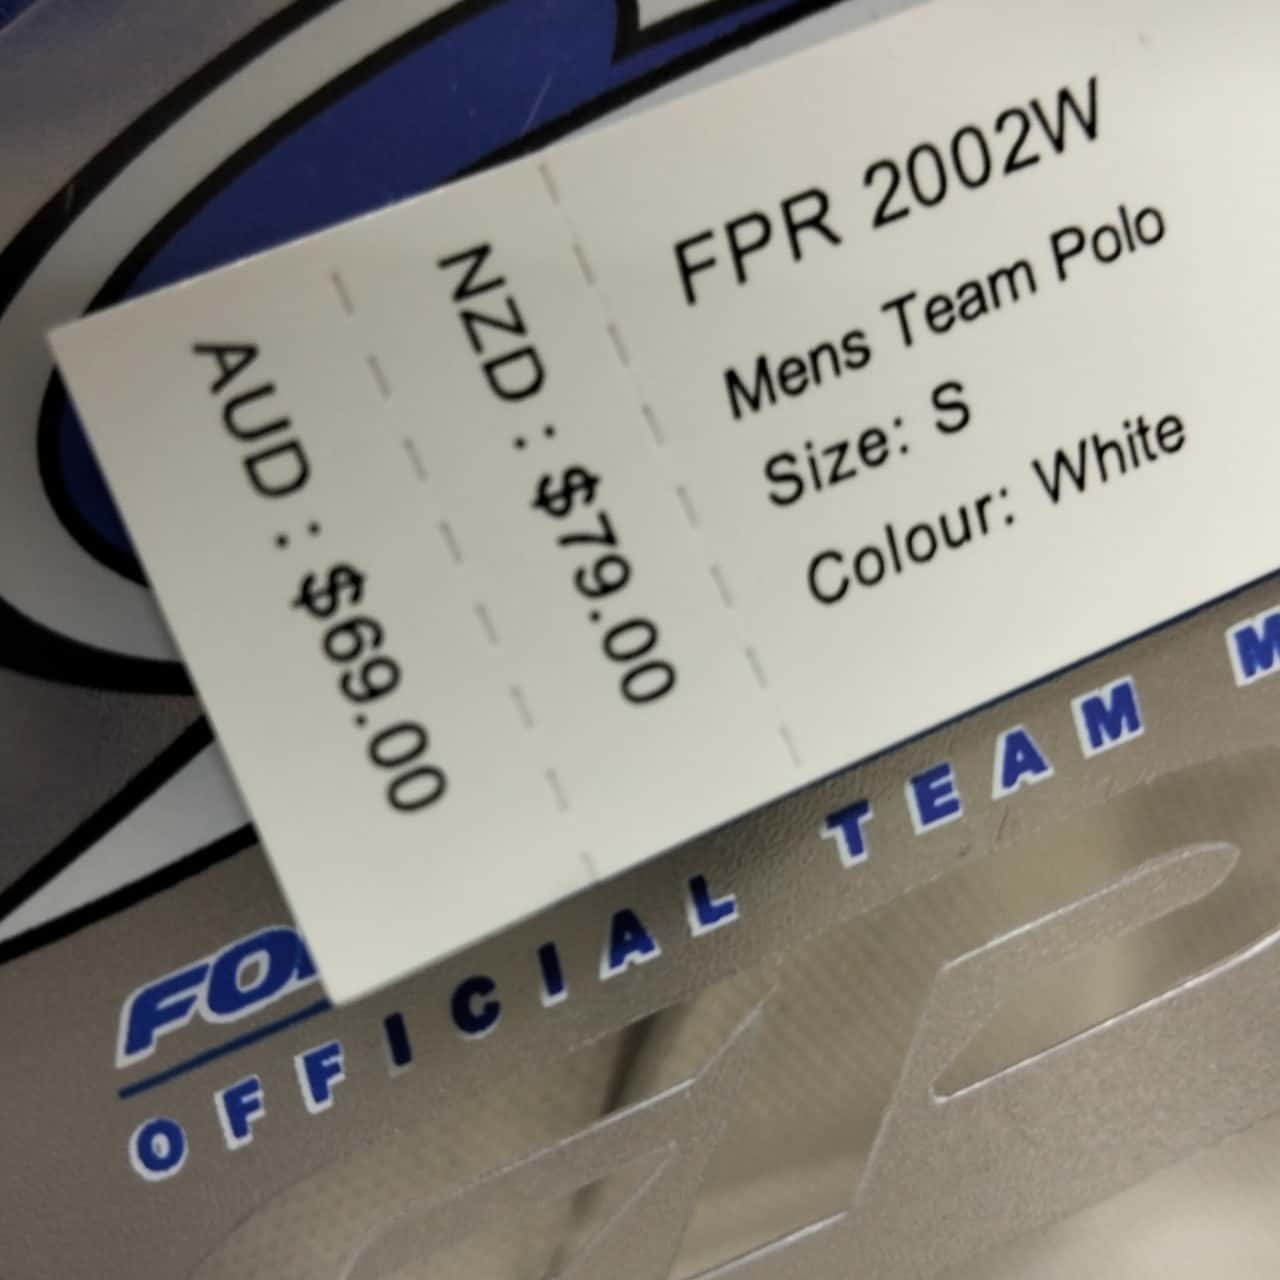 FPR 2002W
Mens Team Polo
Size: S
Colour: White
NZD : $79.00
AUD : $69.00
OFFICIAL TEAM